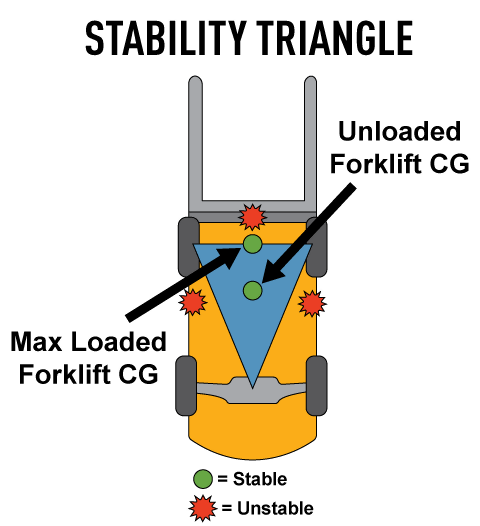 STABILITY TRIANGLE
Unloaded
Forklift CG
Max Loaded
Forklift CG
= Stable
= Unstable